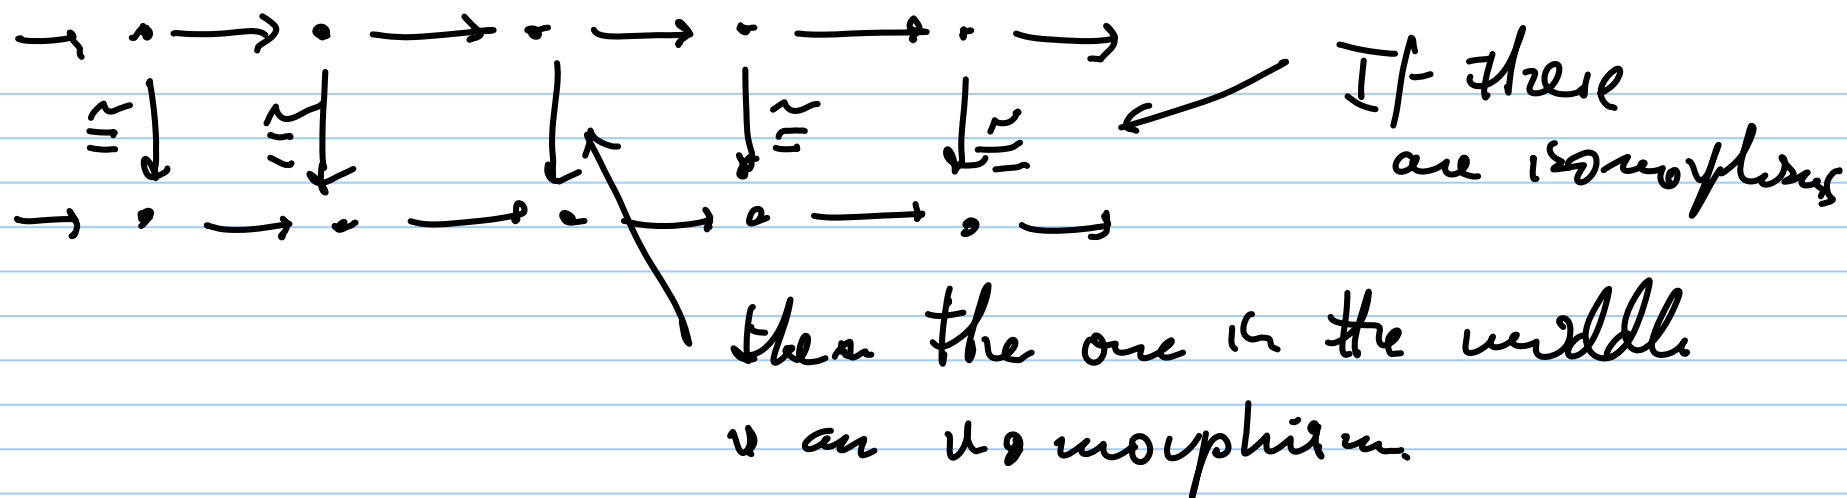 ≅ ≅ ≅ ≅
If these
are isomorphisms
then the one in the middle
is an isomorphism.